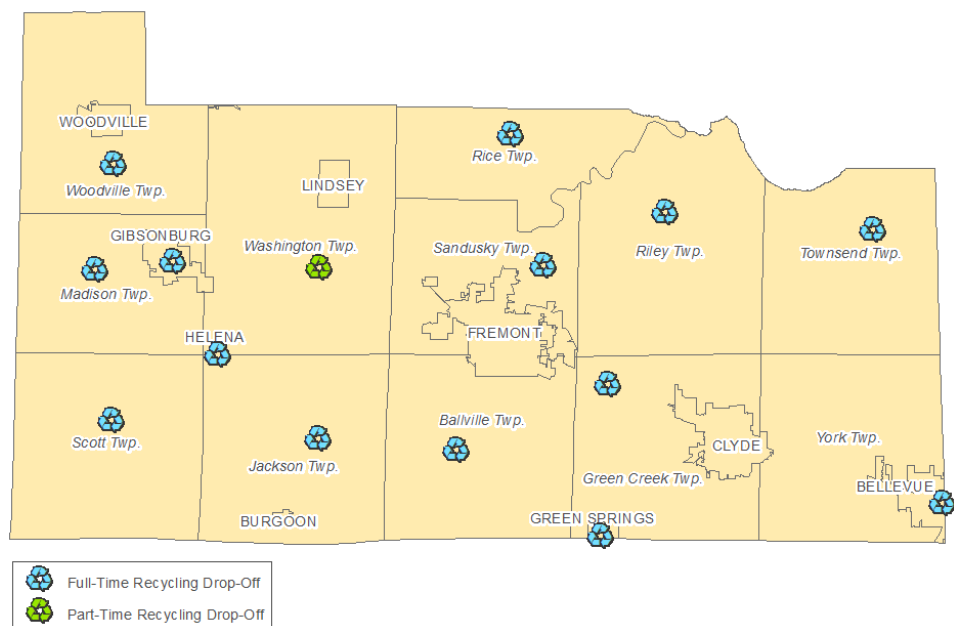 WOODVILLE
Rice Twp.
Woodville Twp.
LINDSEY
GIBSONBURG
Washington Twp.
Sandusky Twp.
Riley Twp.
Townsend Twp.
Madison Twp.
HELENA
FREMONT
Scott Twp.
Jackson Twp.
Ballville Twp.
CLYDE
York Twp.
Green Creek Twp.
BELLEVUE
BURGOON
GREEN SPRINGS
Full-Time Recycling Drop-Off
Part-Time Recycling Drop-Off